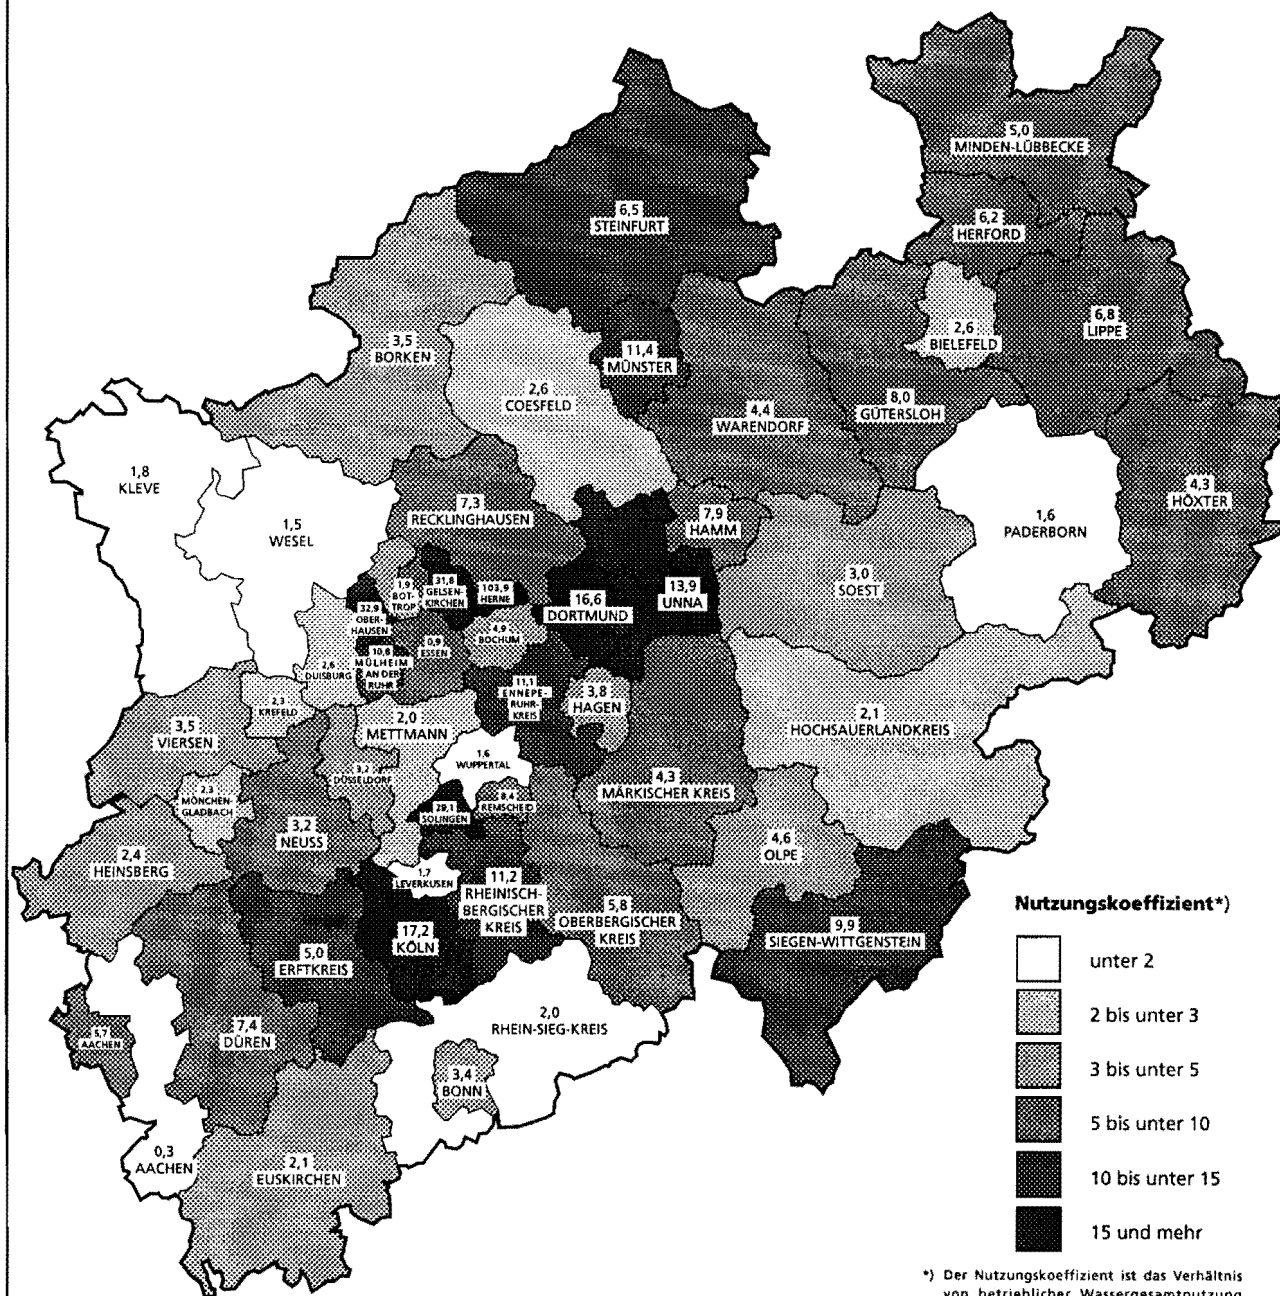 5,0
MINDEN-LÜBBECKE
6,5
STEINFURT
6,2
HERFORD
6,8
LIPPE
2,6
BIELEFELD
3,5
BORKEN
11,4
MÜNSTER
2,6
COESFELD
4,4
WARENDORF
8,0
GÜTERSLOH
1,8
KLEVE
1,5
WESEL
7,3
RECKLINGHAUSEN
7,9
HAMM
1,6
PADERBORN
4,3
HÖXTER
3,0
SOEST
1,9
BOT-
TROP
31,8
GELSEN-
KIRCHEN
103,9
HERNE
16,6
DORTMUND
13,9
UNNA
32,9
OBER-
HAUSEN
4,9
BOCHUM
0,9
ESSEN
10,8
MÜLHEIM
AN DER
RUHR
2,6
DUISBURG
11,1
ENNEPE-
RUHR-
KREIS
3,8
HAGEN
2,3
KREFELD
3,5
VIERSEN
2,0
METTMANN
2,1
HOCHSAUERLANDKREIS
1,6
WUPPERTAL
3,2
DÜSSELDORF
2,3
MÖNCHEN-
GLADBACH
8,4
REMSCHEID
29,1
SOLINGEN
4,3
MÄRKISCHER KREIS
3,2
NEUSS
2,4
HEINSBERG
4,6
OLPE
1,7
LEVERKUSEN
11,2
RHEINISCH-
BERGISCHER
KREIS
5,8
OBERBERGISCHER
KREIS
17,2
KÖLN
9,9
SIEGEN-WITTGENSTEIN
5,0
ERFTKREIS
5,7
AACHEN
7,4
DÜREN
2,0
RHEIN-SIEG-KREIS
3,4
BONN
0,3
AACHEN
2,1
EUSKIRCHEN
Nutzungskoeffizient*)
unter 2
2 bis unter 3
3 bis unter 5
5 bis unter 10
10 bis unter 15
15 und mehr
*) Der Nutzungskoeffizient ist das Verhältnis
von betrieblicher Wassergesamtnutzung